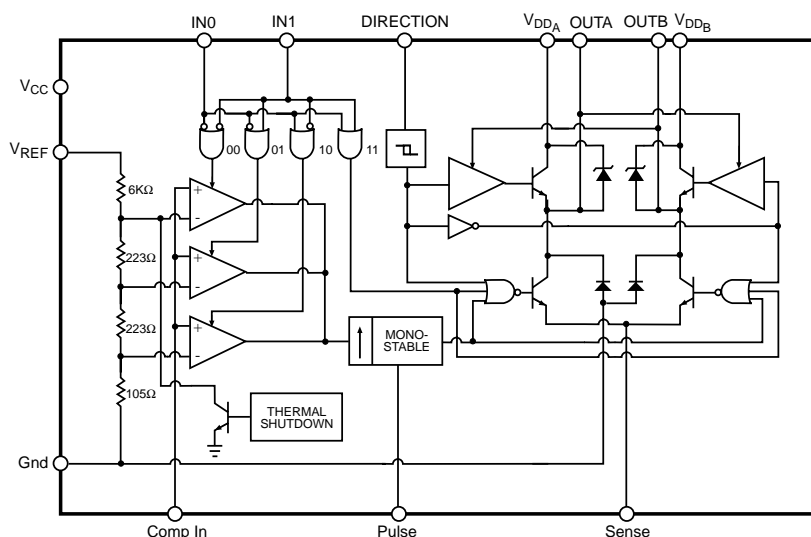 IN0 IN1 DIRECTION VDDA OUTA OUTB VDDB
VCC
VREF
00 01 10 11
6KΩ
+
-
223Ω
+
-
223Ω
+
-
MONO-
STABLE
105Ω
THERMAL
SHUTDOWN
Gnd
Comp In Pulse Sense